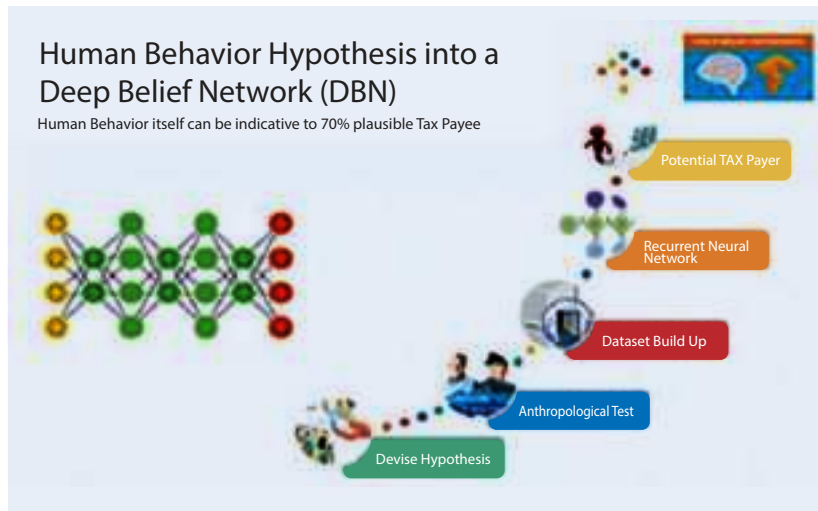 Human Behavior Hypothesis into a
Deep Belief Network (DBN)
Human Behavior itself can be indicative to 70% plausible Tax Payee
Potential TAX Payer
Recurrent Neural
Network
Dataset Build Up
Anthropological Test
Devise Hypothesis